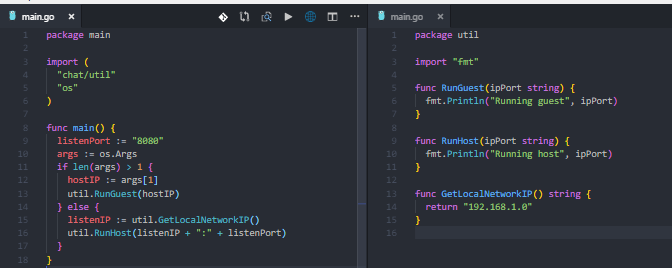 main.go
1 package main
2
3 import (
4 "chat/util"
5 "os"
6 )
7
8 func main() {
9 listenPort := "8080"
10 args := os.Args
11 if len(args) > 1 {
12 hostIP := args[1]
13 util.RunGuest(hostIP)
14 } else {
15 listenIP := util.GetLocalNetworkIP()
16 util.RunHost(listenIP + ":" + listenPort)
17 }
18 }
main.go
1 package util
2
3 import "fmt"
4
5 func RunGuest(ipPort string) {
6 fmt.Println("Running guest", ipPort)
7 }
8
9 func RunHost(ipPort string) {
10 fmt.Println("Running host", ipPort)
11 }
12
13 func GetLocalNetworkIP() string {
14 return "192.168.1.0"
15 }
16